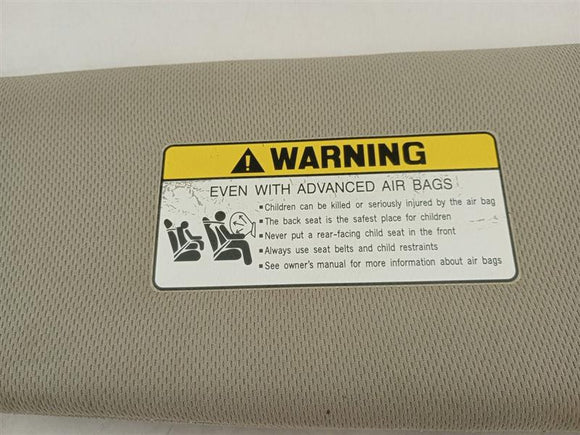 WARNING
EVEN WITH ADVANCED AIR BAGS
▪ Children can be killed or seriously injured by the air bag
▪ The back seat is the safest place for children
▪ Never put a rear-facing child seat in the front
▪ Always use seat belts and child restraints
▪ See owner's manual for more information about air bags